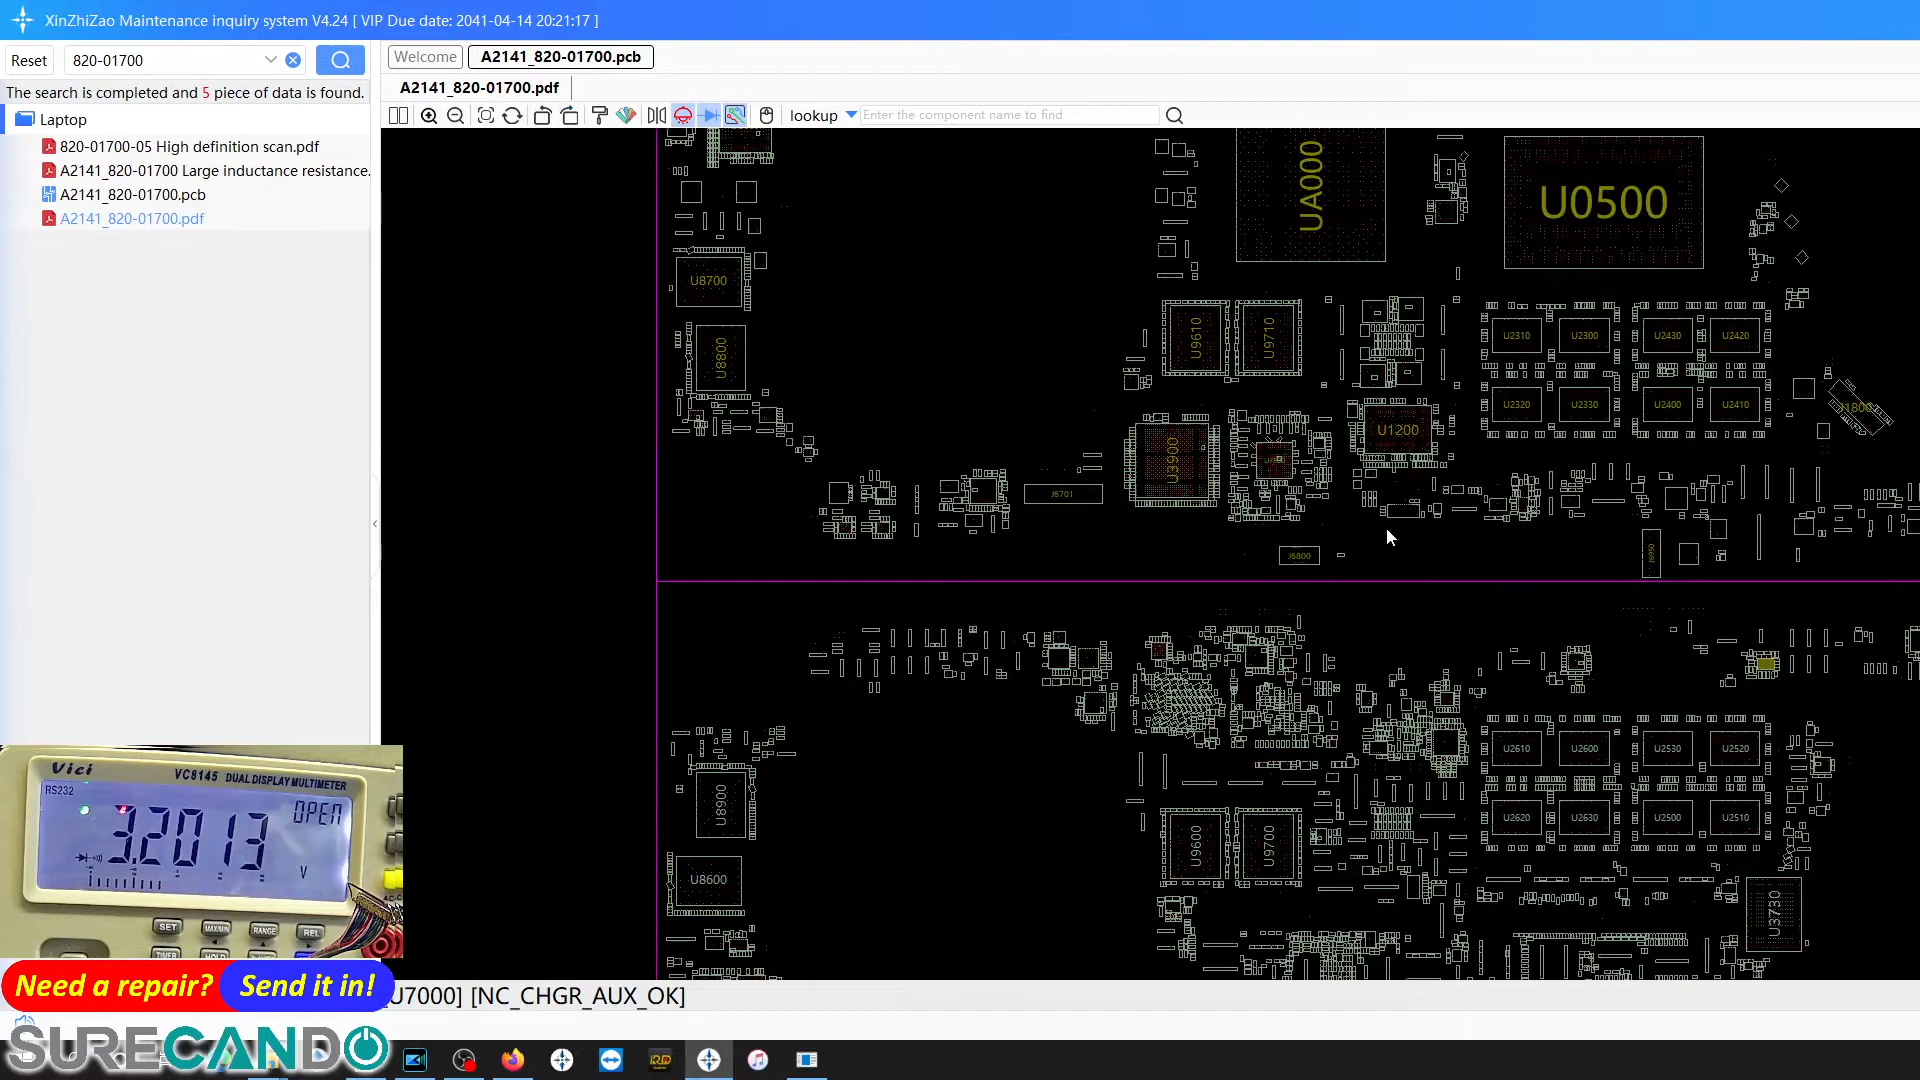 XinZhiZao Maintenance inquiry system V4.24 [ VIP Due date: 2041-04-14 20:21:17 ]
Reset
820-01700
Welcome
A2141_820-01700.pcb
The search is completed and 5 piece of data is found.
A2141_820-01700.pdf
Laptop
lookup
Enter the component name to find
820-01700-05 High definition scan.pdf
A2141_820-01700 Large inductance resistance.
A2141_820-01700.pcb
A2141_820-01700.pdf
UA000
U0500
U8700
U9610
U9710
U2310
U2300
U2430
U2420
U8800
U2320
U2330
U2400
U2410
J1800
U1200
U3900
J6701
J6800
J6950
U2610
U2600
U2530
U2520
U8900
U2620
U2630
U2500
U2510
U9600
U9700
U8600
U3730
Vici
VC8145 DUAL DISPLAY MULTIMETER
RS232
OPEN
3.2013
V
SET
MAX/MIN
RANGE
REL
Need a repair?
Send it in!
U7000] [NC_CHGR_AUX_OK]
SURECANDO